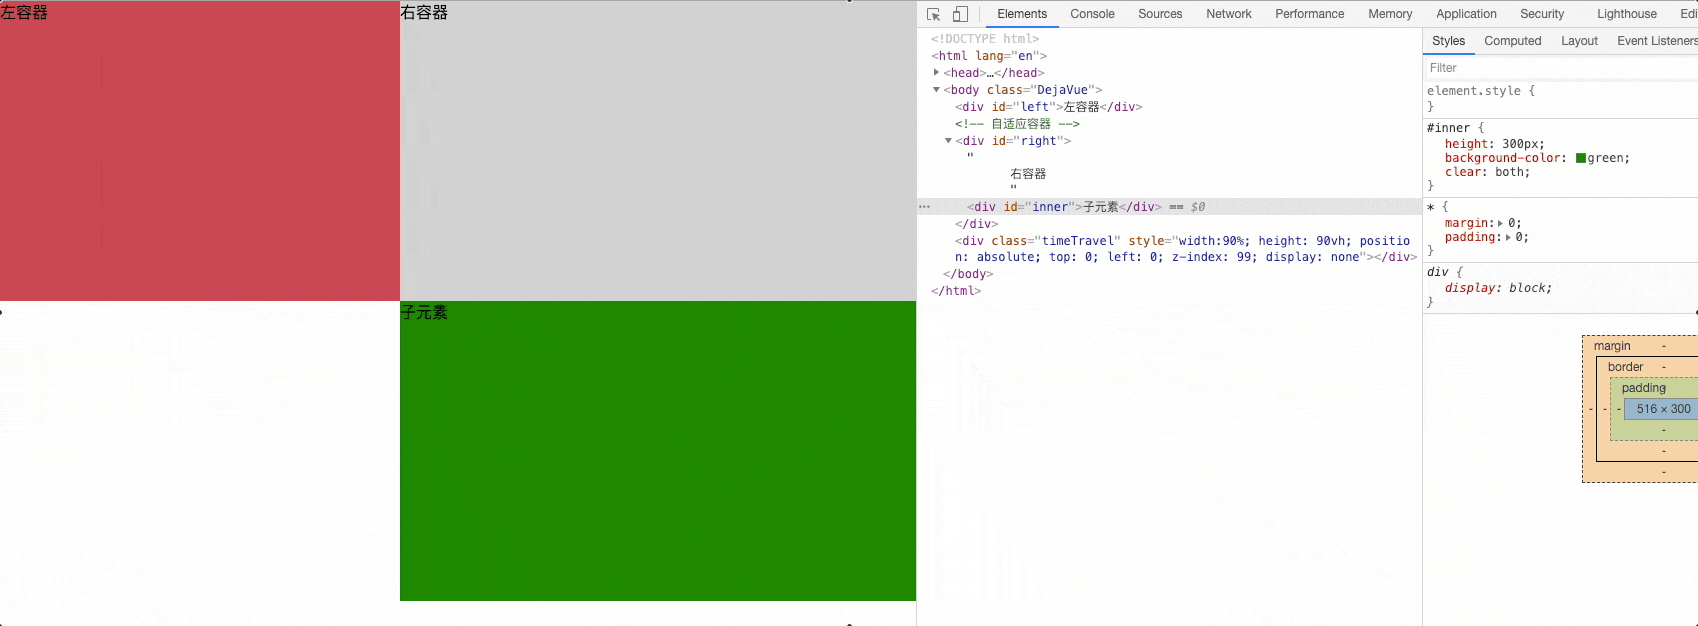 左容器
右容器
子元素
Elements Console Sources Network Performance Memory Application Security Lighthouse Edi
<!DOCTYPE html>
<html lang="en">
<head>…</head>
<body class="DejaVue">
<div id="left">左容器</div>
<!-- 自适应容器 -->
<div id="right">
"
右容器
"
<div id="inner">子元素</div> == $0
</div>
<div class="timeTravel" style="width:90%; height: 90vh; positio
n: absolute; top: 0; left: 0; z-index: 99; display: none"></div>
</body>
</html>
Styles Computed Layout Event Listeners
Filter
element.style {
}
#inner {
height: 300px;
background-color: green;
clear: both;
}
* {
margin: 0;
padding: 0;
}
div {
display: block;
}
margin -
border -
padding -
- - - 516 × 300
-
-
-